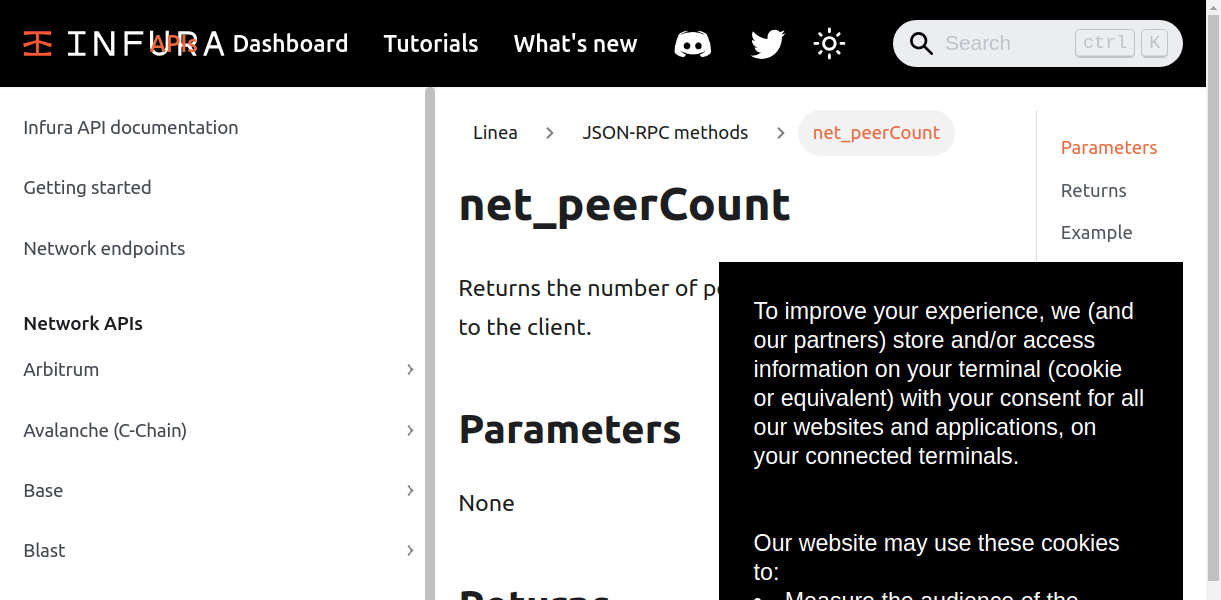 INFURA APIs Dashboard Tutorials What's new Search ctrl K
Infura API documentation
Getting started
Network endpoints
Network APIs
Arbitrum
Avalanche (C-Chain)
Base
Blast
Linea JSON-RPC methods net_peerCount
net_peerCount
Returns the number of
to the client.
Parameters
None
Returns
Parameters
Returns
Example
To improve your experience, we (and
our partners) store and/or access
information on your terminal (cookie
or equivalent) with your consent for all
our websites and applications, on
your connected terminals.
Our website may use these cookies
to:
• Measure the audience of the